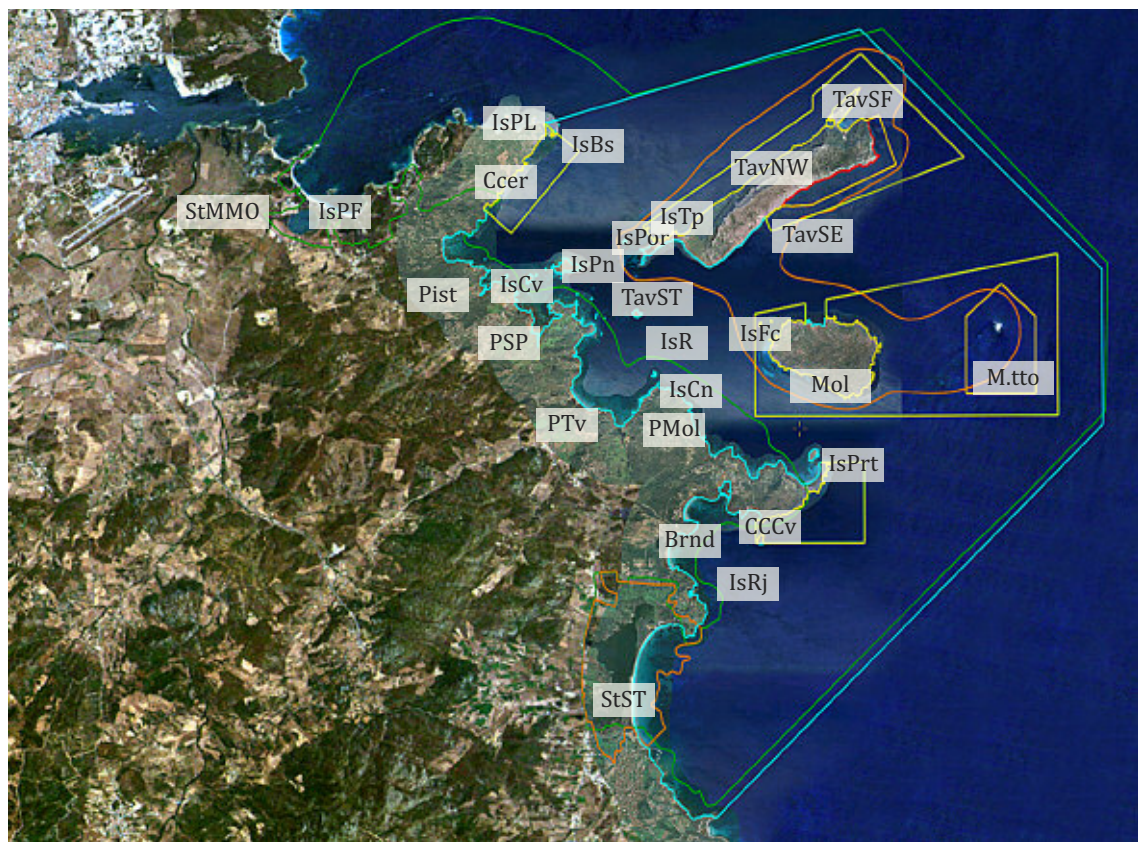 TavSF
IsPL
IsBs
TavNW
Ccer
StMMO
IsPF
IsTp
IsPor
TavSE
IsPn
IsCv
Pist
TavST
IsFc
PSP
IsR
M.tto
Mol
IsCn
PTv
PMol
IsPrt
CCCv
Brnd
IsRj
StST